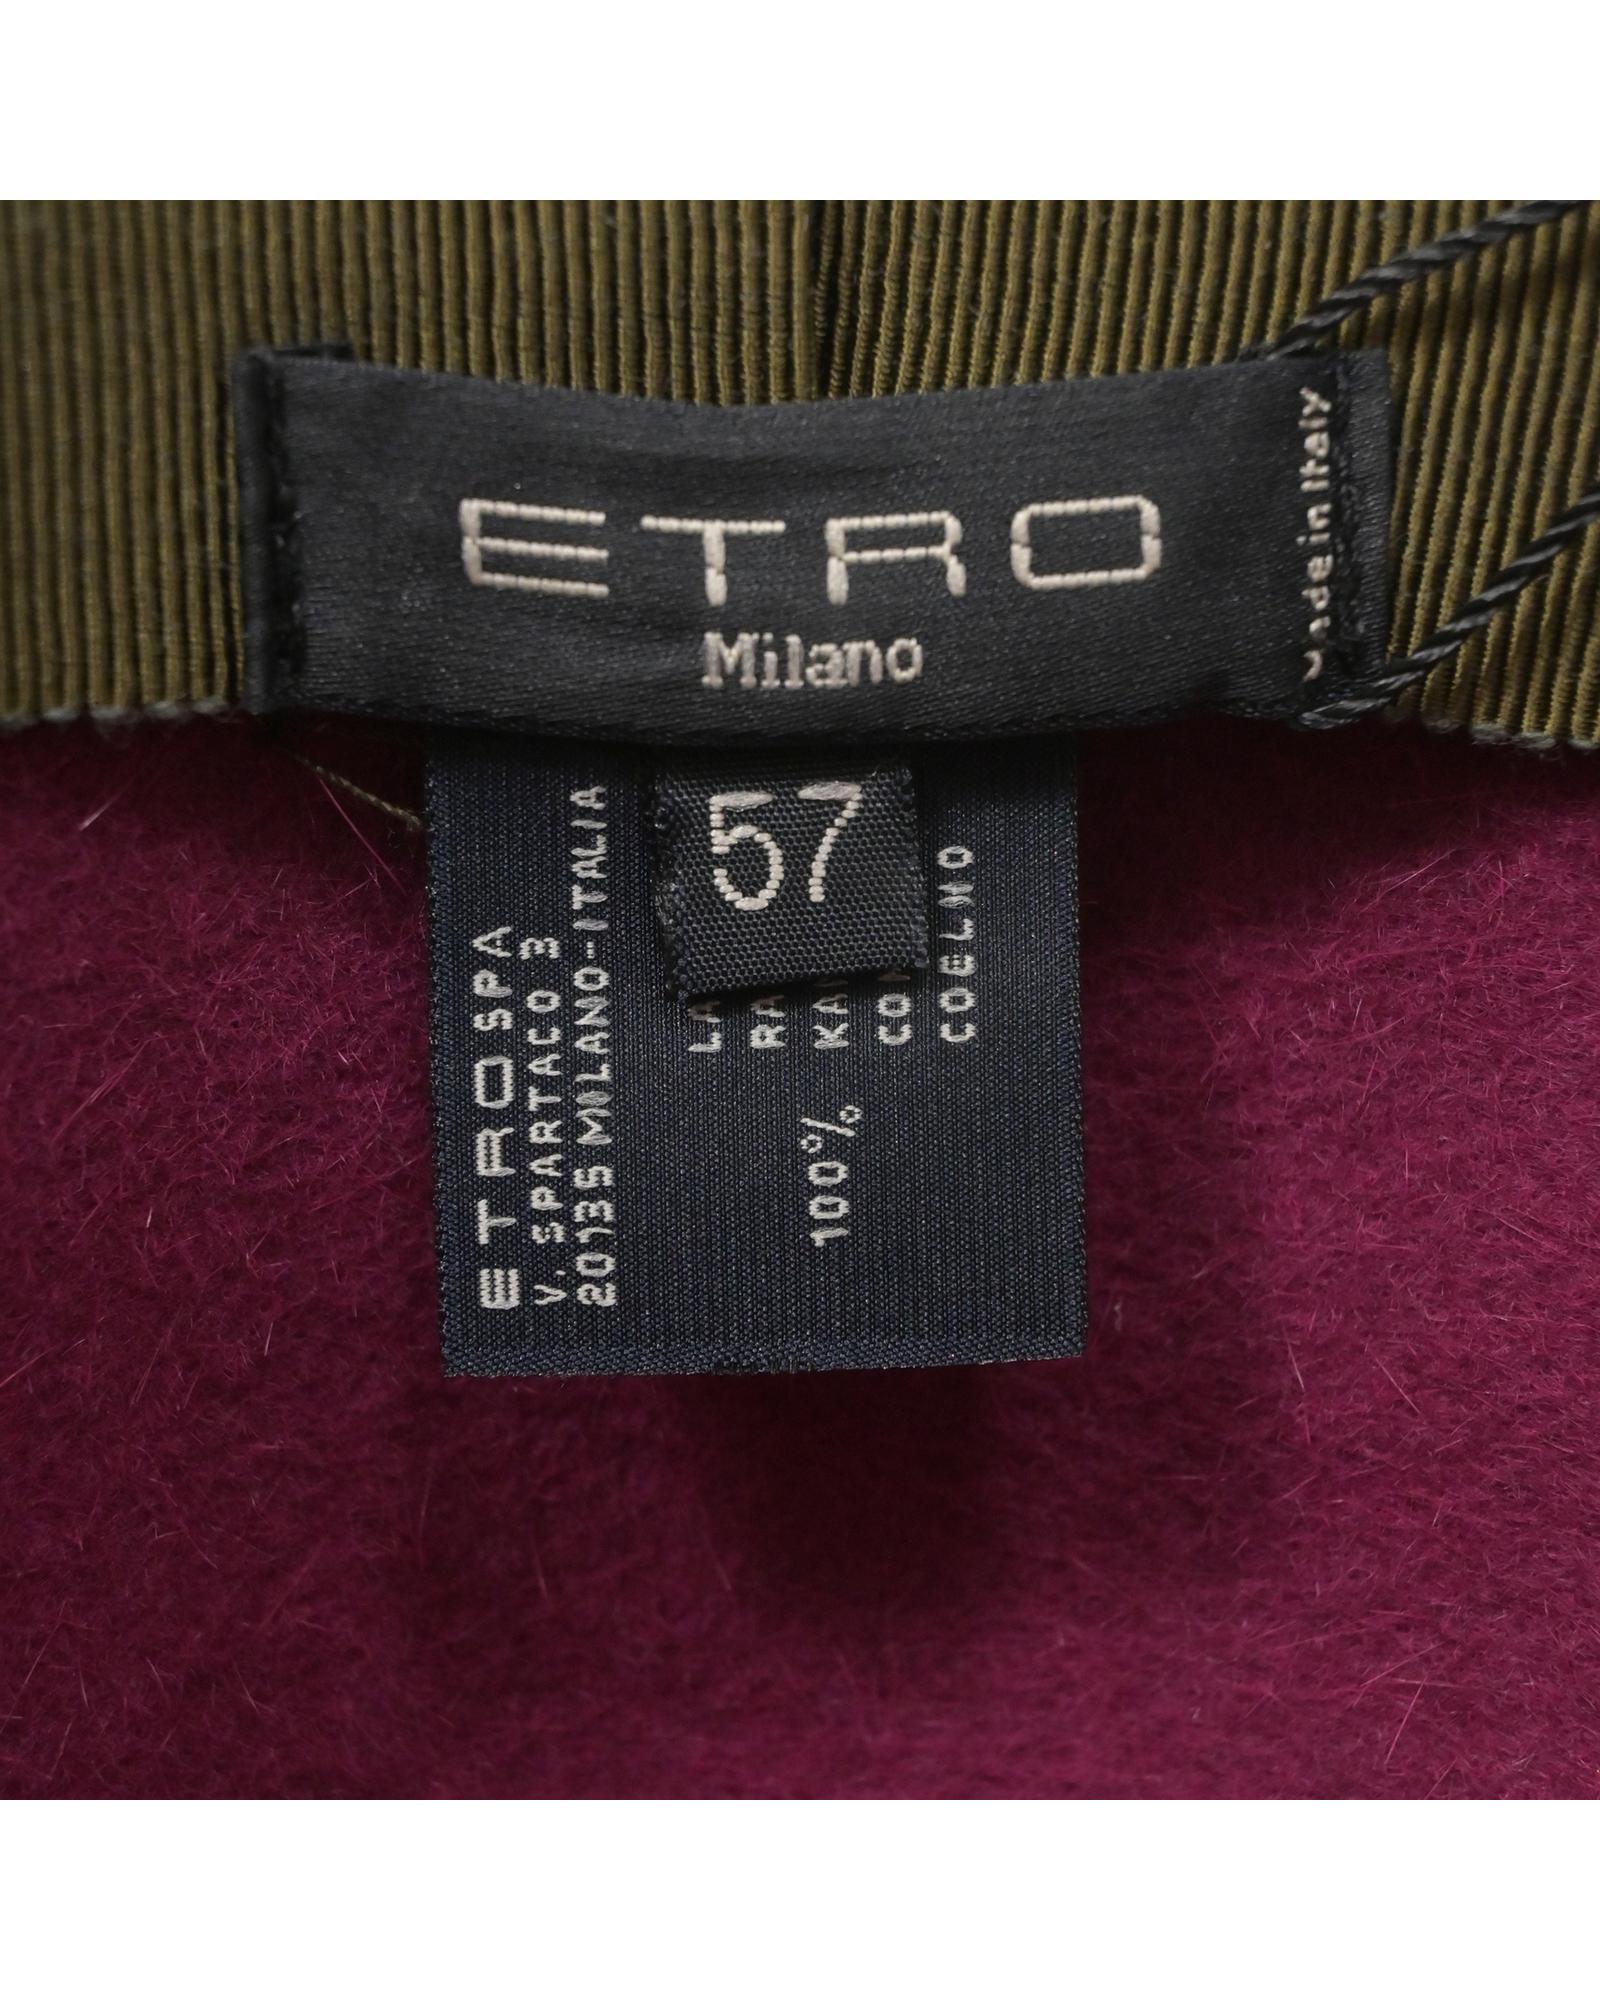 ETRO
Milano
Made in Italy
57
ETRO SPA
V. SPARTACO 3
20135 MILANO-ITALIA
100%
COELHO